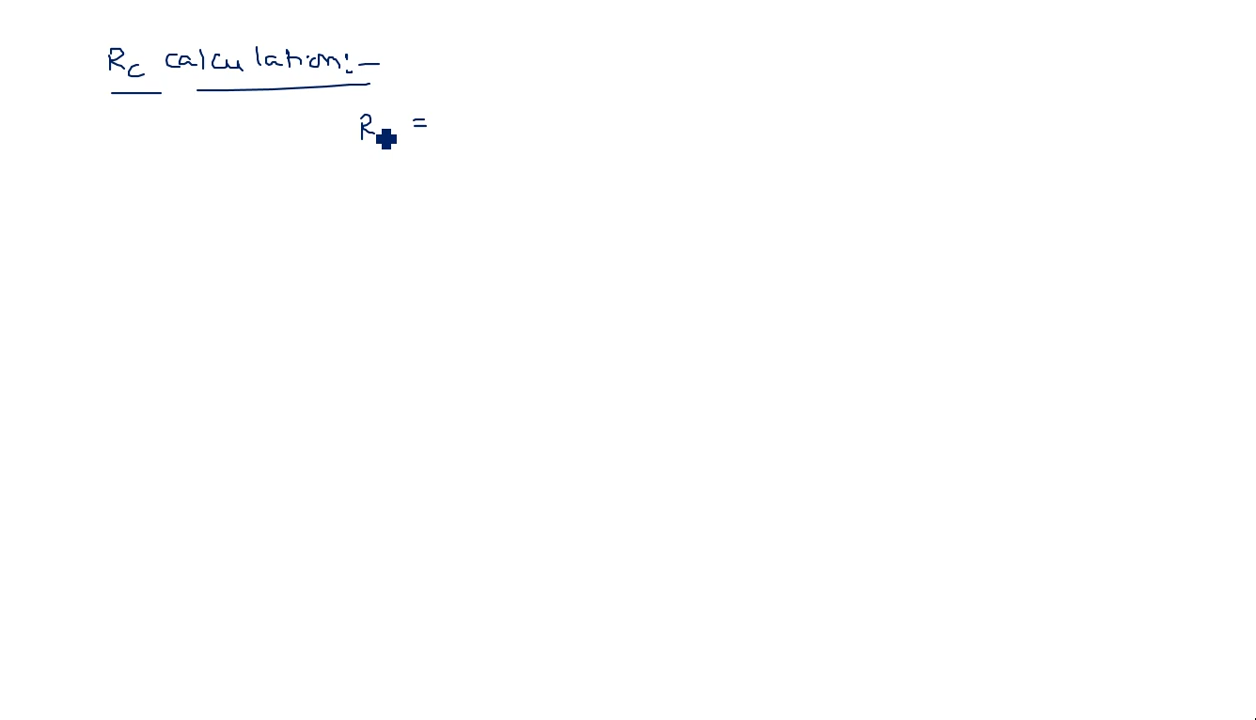 Rc calculation:-
R =